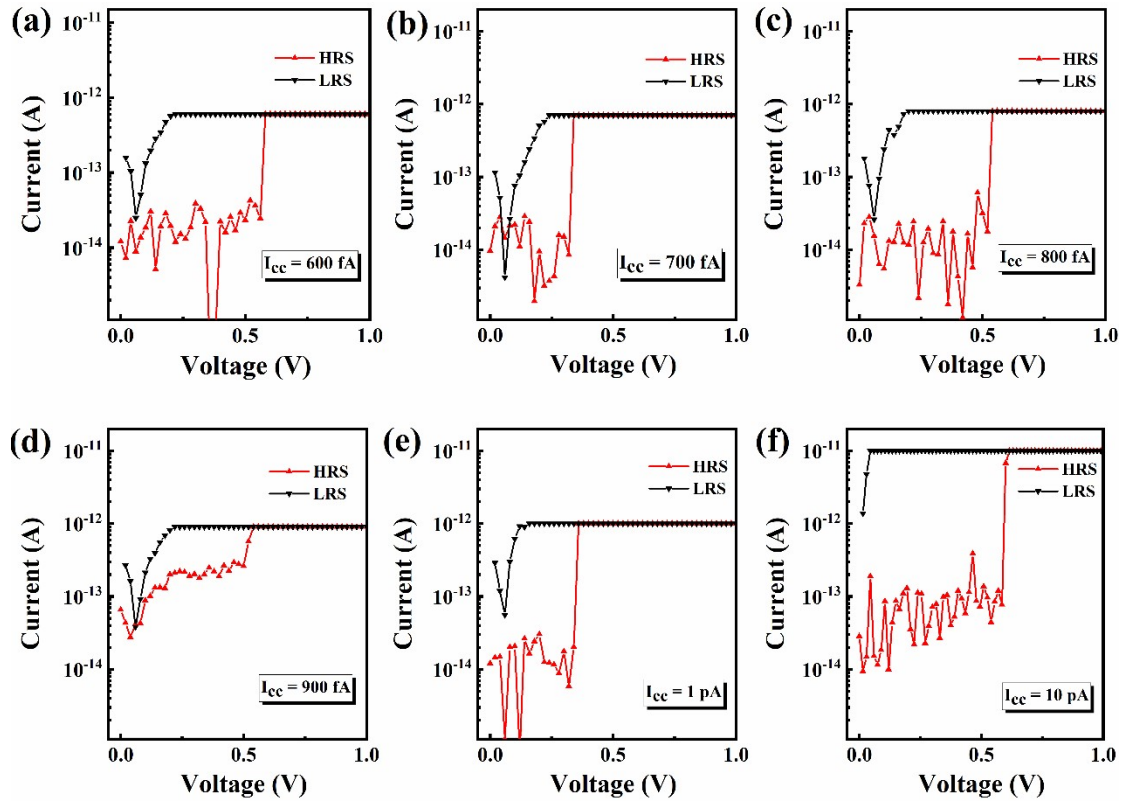 (a)
10⁻¹¹
10⁻¹²
10⁻¹³
10⁻¹⁴
Current (A)
HRS
LRS
I_cc = 600 fA
0.0 0.5 1.0
Voltage (V)
(b)
10⁻¹¹
10⁻¹²
10⁻¹³
10⁻¹⁴
Current (A)
HRS
LRS
I_cc = 700 fA
0.0 0.5 1.0
Voltage (V)
(c)
10⁻¹¹
10⁻¹²
10⁻¹³
10⁻¹⁴
Current (A)
HRS
LRS
I_cc = 800 fA
0.0 0.5 1.0
Voltage (V)
(d)
10⁻¹¹
10⁻¹²
10⁻¹³
10⁻¹⁴
Current (A)
HRS
LRS
I_cc = 900 fA
0.0 0.5 1.0
Voltage (V)
(e)
10⁻¹¹
10⁻¹²
10⁻¹³
10⁻¹⁴
Current (A)
HRS
LRS
I_cc = 1 pA
0.0 0.5 1.0
Voltage (V)
(f)
10⁻¹¹
10⁻¹²
10⁻¹³
10⁻¹⁴
Current (A)
HRS
LRS
I_cc = 10 pA
0.0 0.5 1.0
Voltage (V)